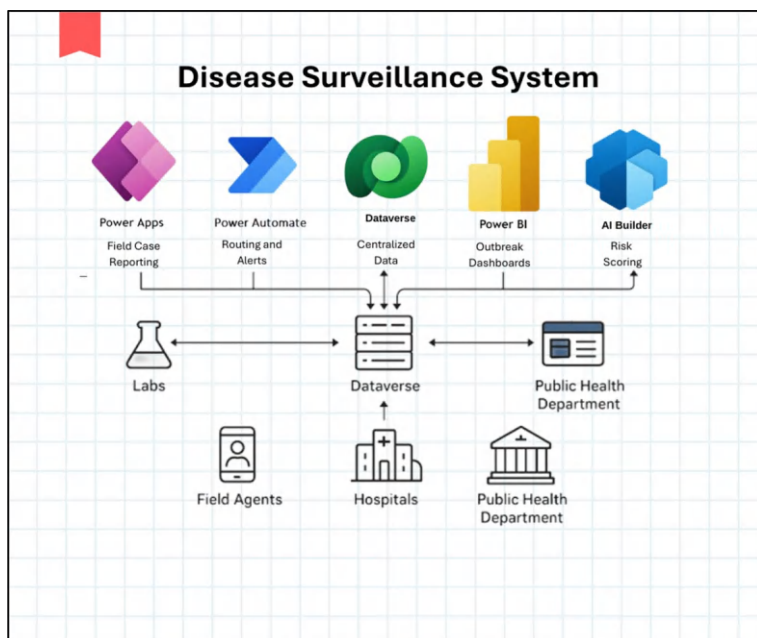 Disease Surveillance System
Power Apps
Field Case
Reporting
Power Automate
Routing and
Alerts
Dataverse
Centralized
Data
Power BI
Outbreak
Dashboards
AI Builder
Risk
Scoring
Labs
Dataverse
Public Health
Department
Field Agents
Hospitals
Public Health
Department